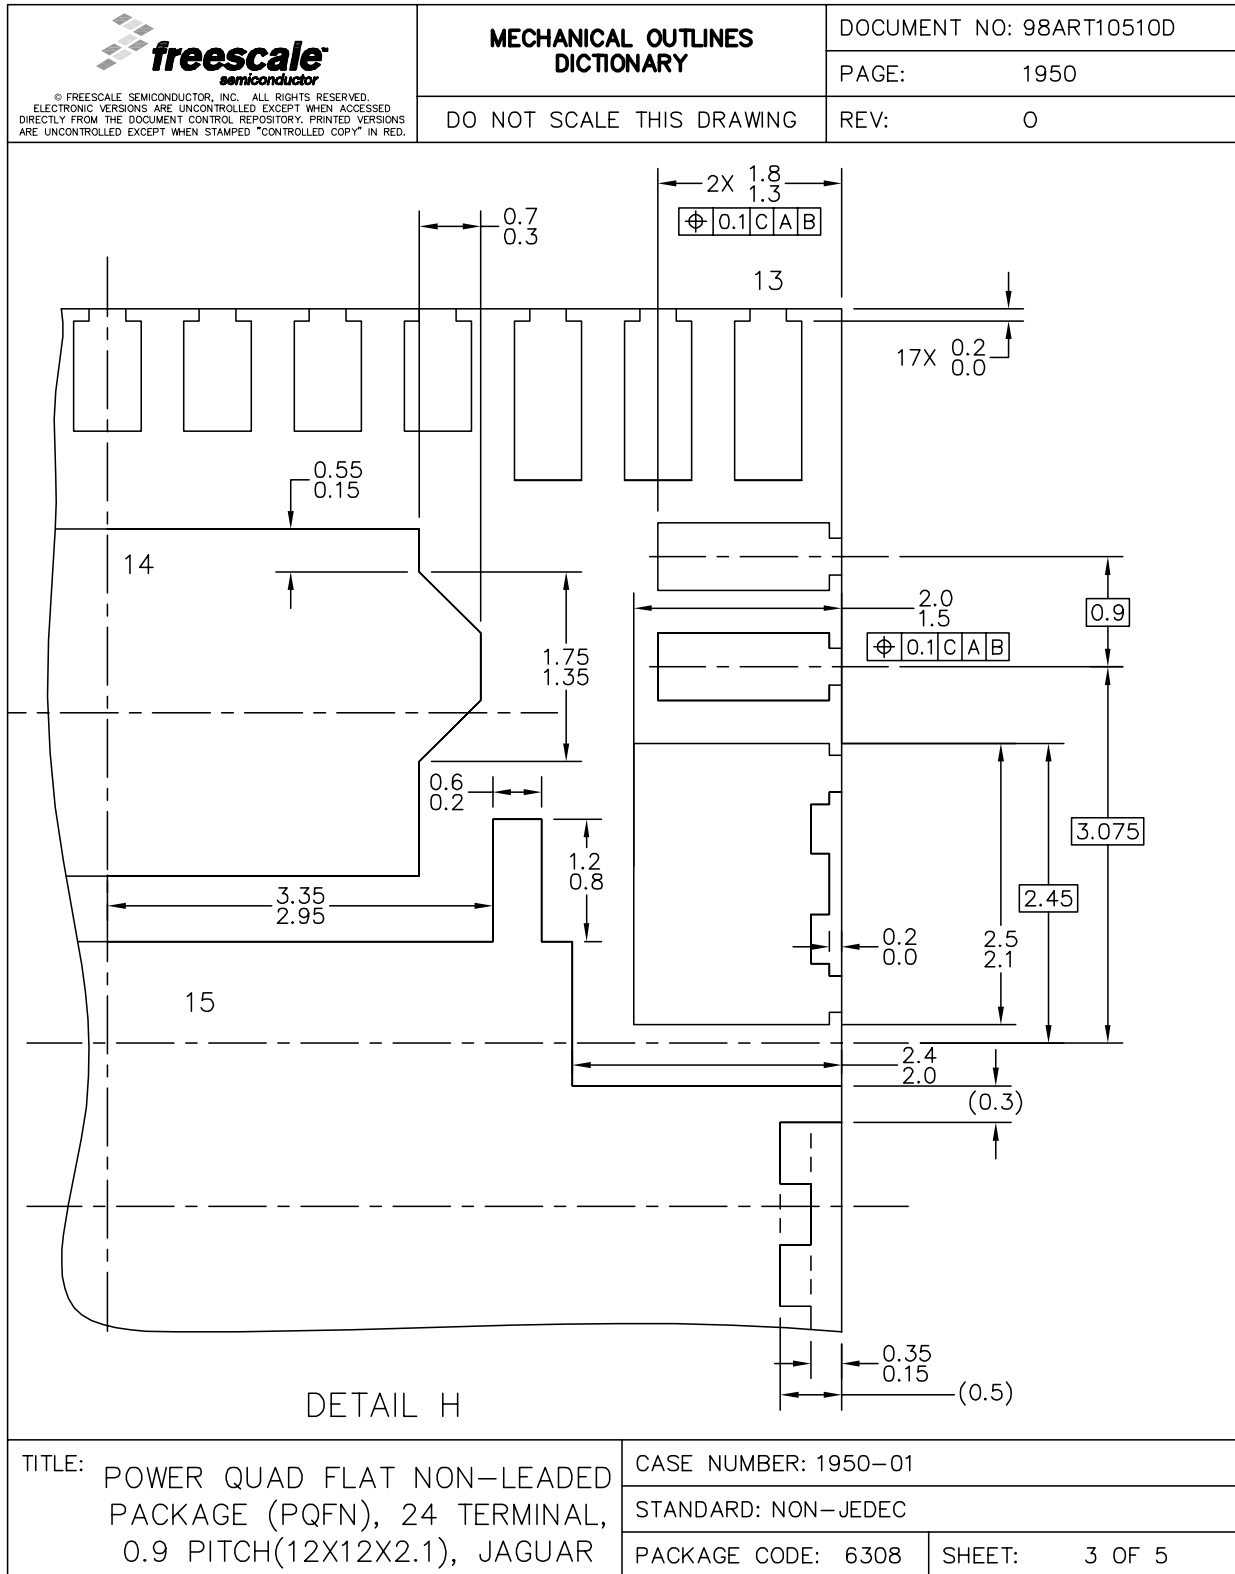 freescale™
semiconductor
© FREESCALE SEMICONDUCTOR, INC. ALL RIGHTS RESERVED.
ELECTRONIC VERSIONS ARE UNCONTROLLED EXCEPT WHEN ACCESSED
DIRECTLY FROM THE DOCUMENT CONTROL REPOSITORY. PRINTED VERSIONS
ARE UNCONTROLLED EXCEPT WHEN STAMPED "CONTROLLED COPY" IN RED.
MECHANICAL OUTLINES
DICTIONARY
DO NOT SCALE THIS DRAWING
DOCUMENT NO: 98ART10510D
PAGE: 1950
REV: O
2X 1.8
1.3
⌖ 0.1 C A B
0.7
0.3
13
17X 0.2
0.0
0.55
0.15
14
2.0
1.5
0.9
⌖ 0.1 C A B
1.75
1.35
0.6
0.2
3.075
1.2
0.8
3.35
2.95
2.45
0.2
0.0
2.5
2.1
15
2.4
2.0
(0.3)
0.35
0.15
(0.5)
DETAIL H
TITLE: POWER QUAD FLAT NON-LEADED
PACKAGE (PQFN), 24 TERMINAL,
0.9 PITCH(12X12X2.1), JAGUAR
CASE NUMBER: 1950-01
STANDARD: NON-JEDEC
PACKAGE CODE: 6308
SHEET: 3 OF 5